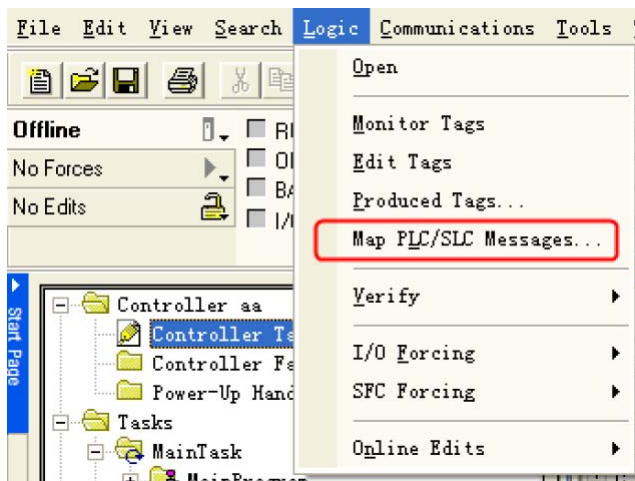 File Edit View Search Logic Communications Tools
Open
Offline
No Forces
No Edits
Monitor Tags
Edit Tags
Produced Tags...
Map PLC/SLC Messages...
Verify
I/O Forcing
SFC Forcing
Online Edits
Start Page
Controller aa
Controller
Controller
Power-Up
Tasks
MainTask